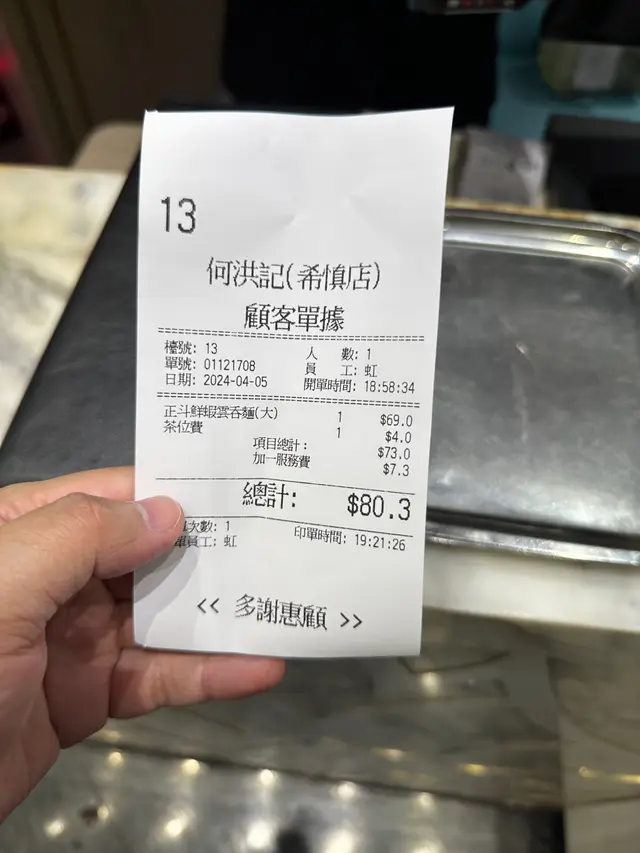 13
何洪記(希慎店)
顧客單據
檯號: 13 人 數: 1
單號: 01121708 員 工: 虹
日期: 2024-04-05 開單時間: 18:58:34
正斗鮮蝦雲吞麵(大) 1 $69.0
茶位費 1 $4.0
項目總計: $73.0
加一服務費 $7.3
總計: $80.3
次數: 1 印單時間: 19:21:26
單員工: 虹
<< 多謝惠顧 >>